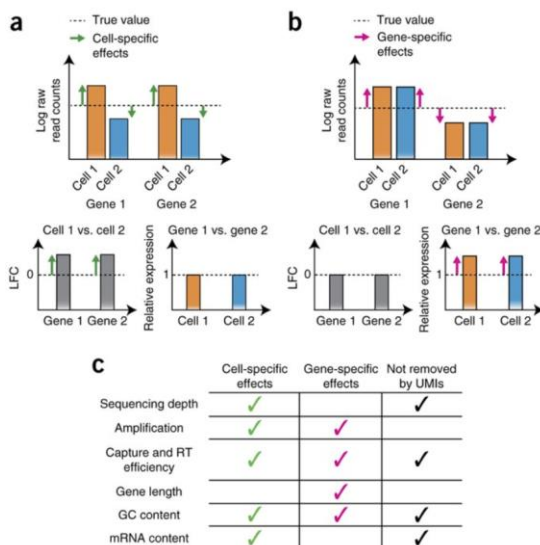 a
True value
Cell-specific
effects
Log raw
read counts
Cell 1
Cell 2
Cell 1
Cell 2
Gene 1
Gene 2
Cell 1 vs. cell 2
LFC
0
Gene 1
Gene 2
Gene 1 vs. gene 2
Relative expression
1
Cell 1
Cell 2
b
True value
Gene-specific
effects
Log raw
read counts
Cell 1
Cell 2
Cell 1
Cell 2
Gene 1
Gene 2
Cell 1 vs. cell 2
LFC
0
Gene 1
Gene 2
Gene 1 vs. gene 2
Relative expression
1
Cell 1
Cell 2
c
Cell-specific
effects
Gene-specific
effects
Not removed
by UMIs
Sequencing depth ✓ ✓
Amplification ✓ ✓
Capture and RT
efficiency ✓ ✓ ✓
Gene length ✓
GC content ✓ ✓ ✓
mRNA content ✓ ✓